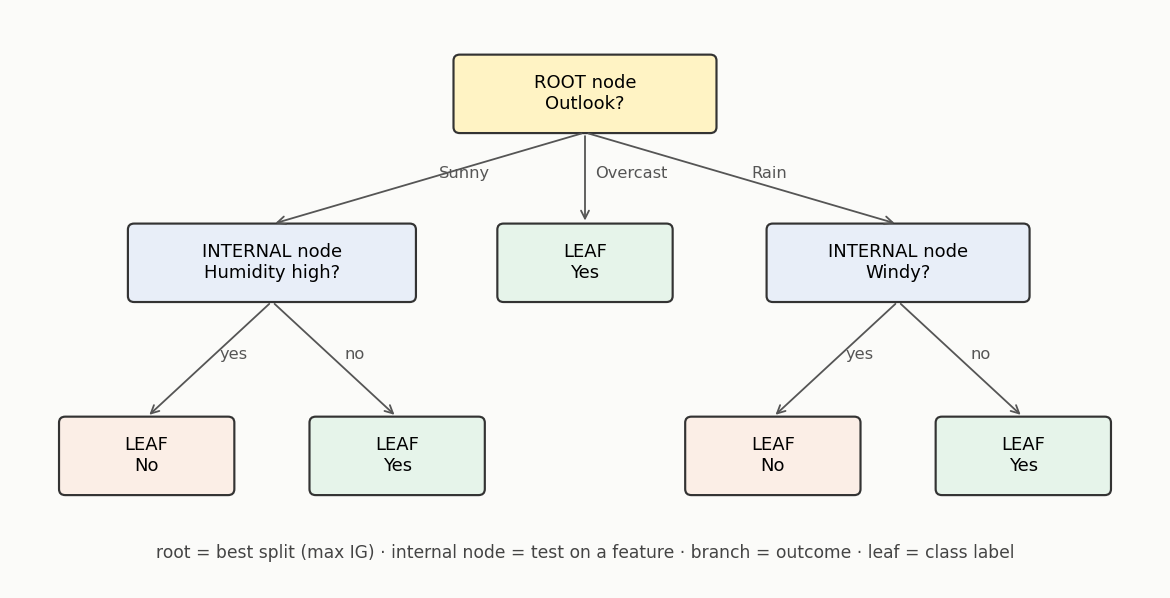 ROOT node
Outlook?
Sunny
Overcast
Rain
INTERNAL node
Humidity high?
LEAF
Yes
INTERNAL node
Windy?
yes
no
yes
no
LEAF
No
LEAF
Yes
LEAF
No
LEAF
Yes
root = best split (max IG) · internal node = test on a feature · branch = outcome · leaf = class label